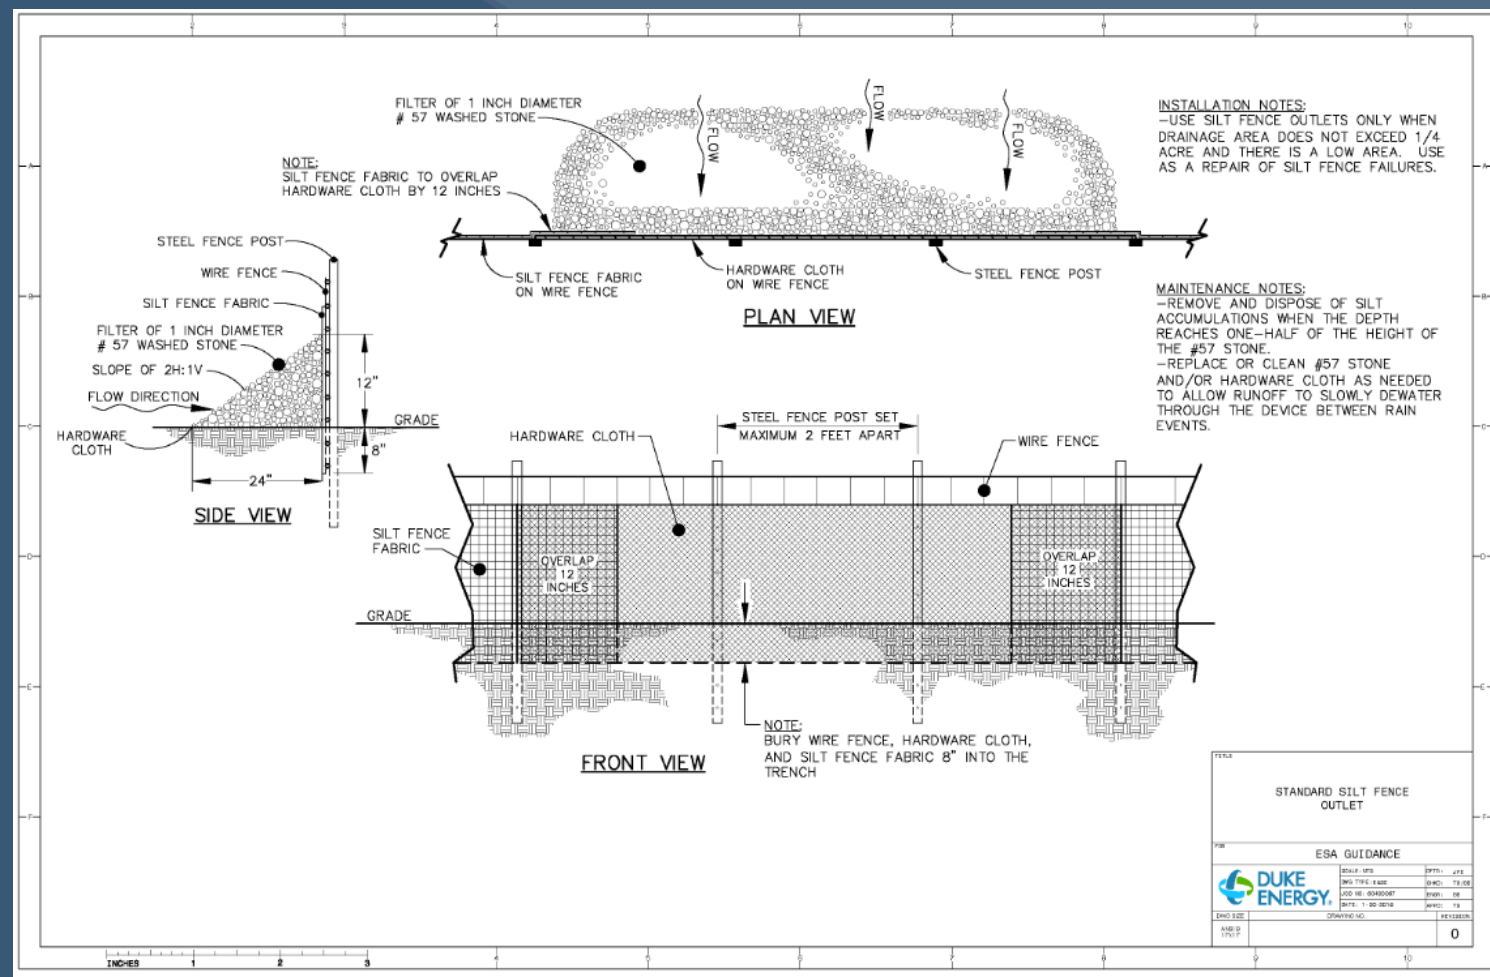 FILTER OF 1 INCH DIAMETER
# 57 WASHED STONE
FLOW
FLOW
FLOW
NOTE:
SILT FENCE FABRIC TO OVERLAP
HARDWARE CLOTH BY 12 INCHES
SILT FENCE FABRIC
ON WIRE FENCE
HARDWARE CLOTH
ON WIRE FENCE
STEEL FENCE POST
PLAN VIEW
INSTALLATION NOTES:
-USE SILT FENCE OUTLETS ONLY WHEN
DRAINAGE AREA DOES NOT EXCEED 1/4
ACRE AND THERE IS A LOW AREA. USE
AS A REPAIR OF SILT FENCE FAILURES.
MAINTENANCE NOTES:
-REMOVE AND DISPOSE OF SILT
ACCUMULATIONS WHEN THE DEPTH
REACHES ONE-HALF OF THE HEIGHT OF
THE #57 STONE.
-REPLACE OR CLEAN #57 STONE
AND/OR HARDWARE CLOTH AS NEEDED
TO ALLOW RUNOFF TO SLOWLY DEWATER
THROUGH THE DEVICE BETWEEN RAIN
EVENTS.
STEEL FENCE POST
WIRE FENCE
SILT FENCE FABRIC
FILTER OF 1 INCH DIAMETER
# 57 WASHED STONE
SLOPE OF 2H:1V
FLOW DIRECTION
HARDWARE
CLOTH
12"
GRADE
8"
24"
SIDE VIEW
STEEL FENCE POST SET
MAXIMUM 2 FEET APART
HARDWARE CLOTH
WIRE FENCE
SILT FENCE
FABRIC
OVERLAP
12
INCHES
OVERLAP
12
INCHES
GRADE
NOTE:
BURY WIRE FENCE, HARDWARE CLOTH,
AND SILT FENCE FABRIC 8" INTO THE
TRENCH
FRONT VIEW
TITLE
STANDARD SILT FENCE
OUTLET
FOR
ESA GUIDANCE
DUKE
ENERGY.
DWG SIZE
DRAWING NO.
REVISION
0
INCHES 1 2 3